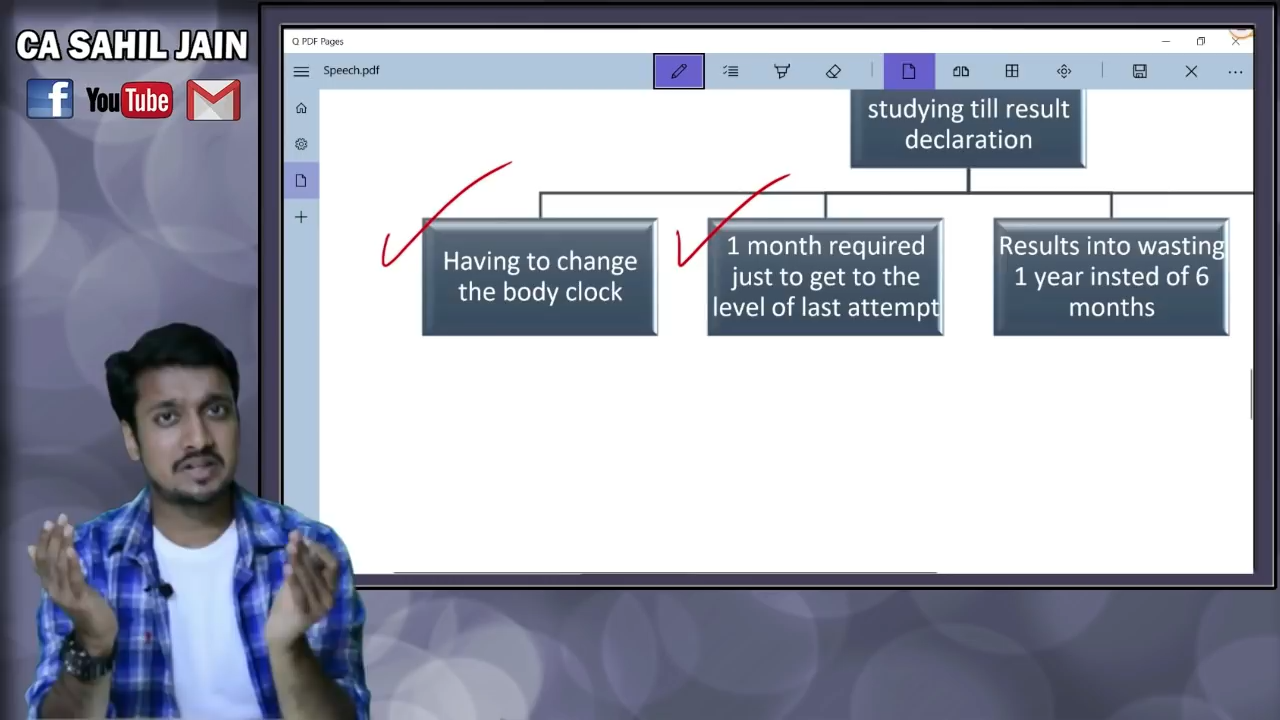 CA SAHIL JAIN
f
YouTube
Q PDF Pages
Speech.pdf
studying till result
declaration
Having to change
the body clock
1 month required
just to get to the
level of last attempt
Results into wasting
1 year insted of 6
months